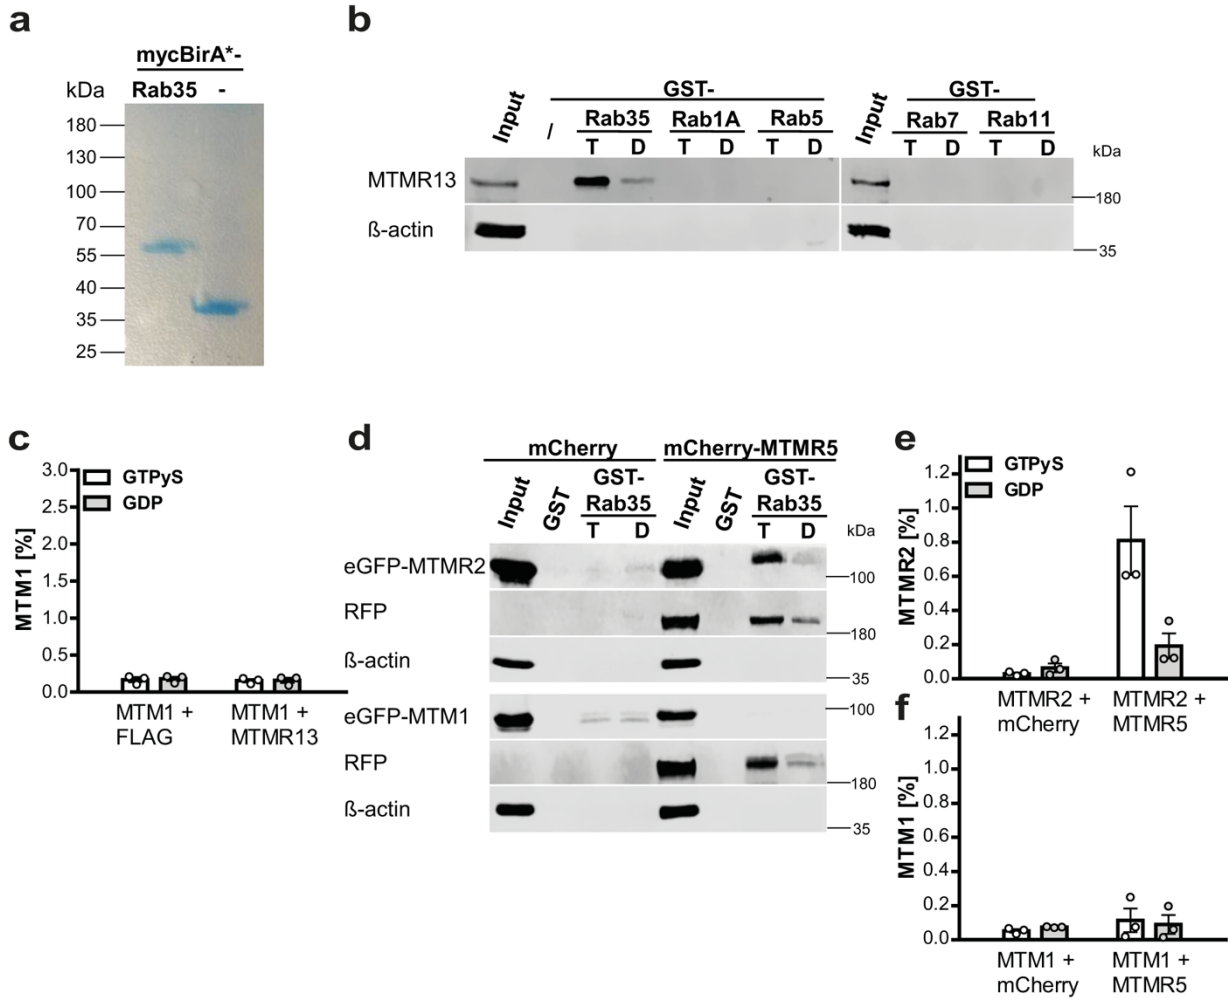 a
mycBirA*-
kDa
Rab35 -
180
130
100
70
55
40
35
25
b
Input
/
GST-
Rab35 Rab1A Rab5
T D T D T D
Input
GST-
Rab7 Rab11
T D T D
kDa
MTMR13
180
ß-actin
35
c
MTM1 [%]
3.0
2.5
2.0
1.5
1.0
0.5
0.0
GTPyS
GDP
MTM1 +
FLAG
MTM1 +
MTMR13
d
mCherry mCherry-MTMR5
Input
GST
GST-
Rab35
T D
Input
GST
GST-
Rab35
T D
kDa
eGFP-MTMR2
100
RFP
180
ß-actin
35
eGFP-MTM1
100
RFP
180
ß-actin
35
e
MTMR2 [%]
1.2
1.0
0.8
0.6
0.4
0.2
0.0
GTPyS
GDP
MTMR2 +
mCherry
MTMR2 +
MTMR5
f
MTM1 [%]
1.2
1.0
0.8
0.6
0.4
0.2
0.0
MTM1 +
mCherry
MTM1 +
MTMR5